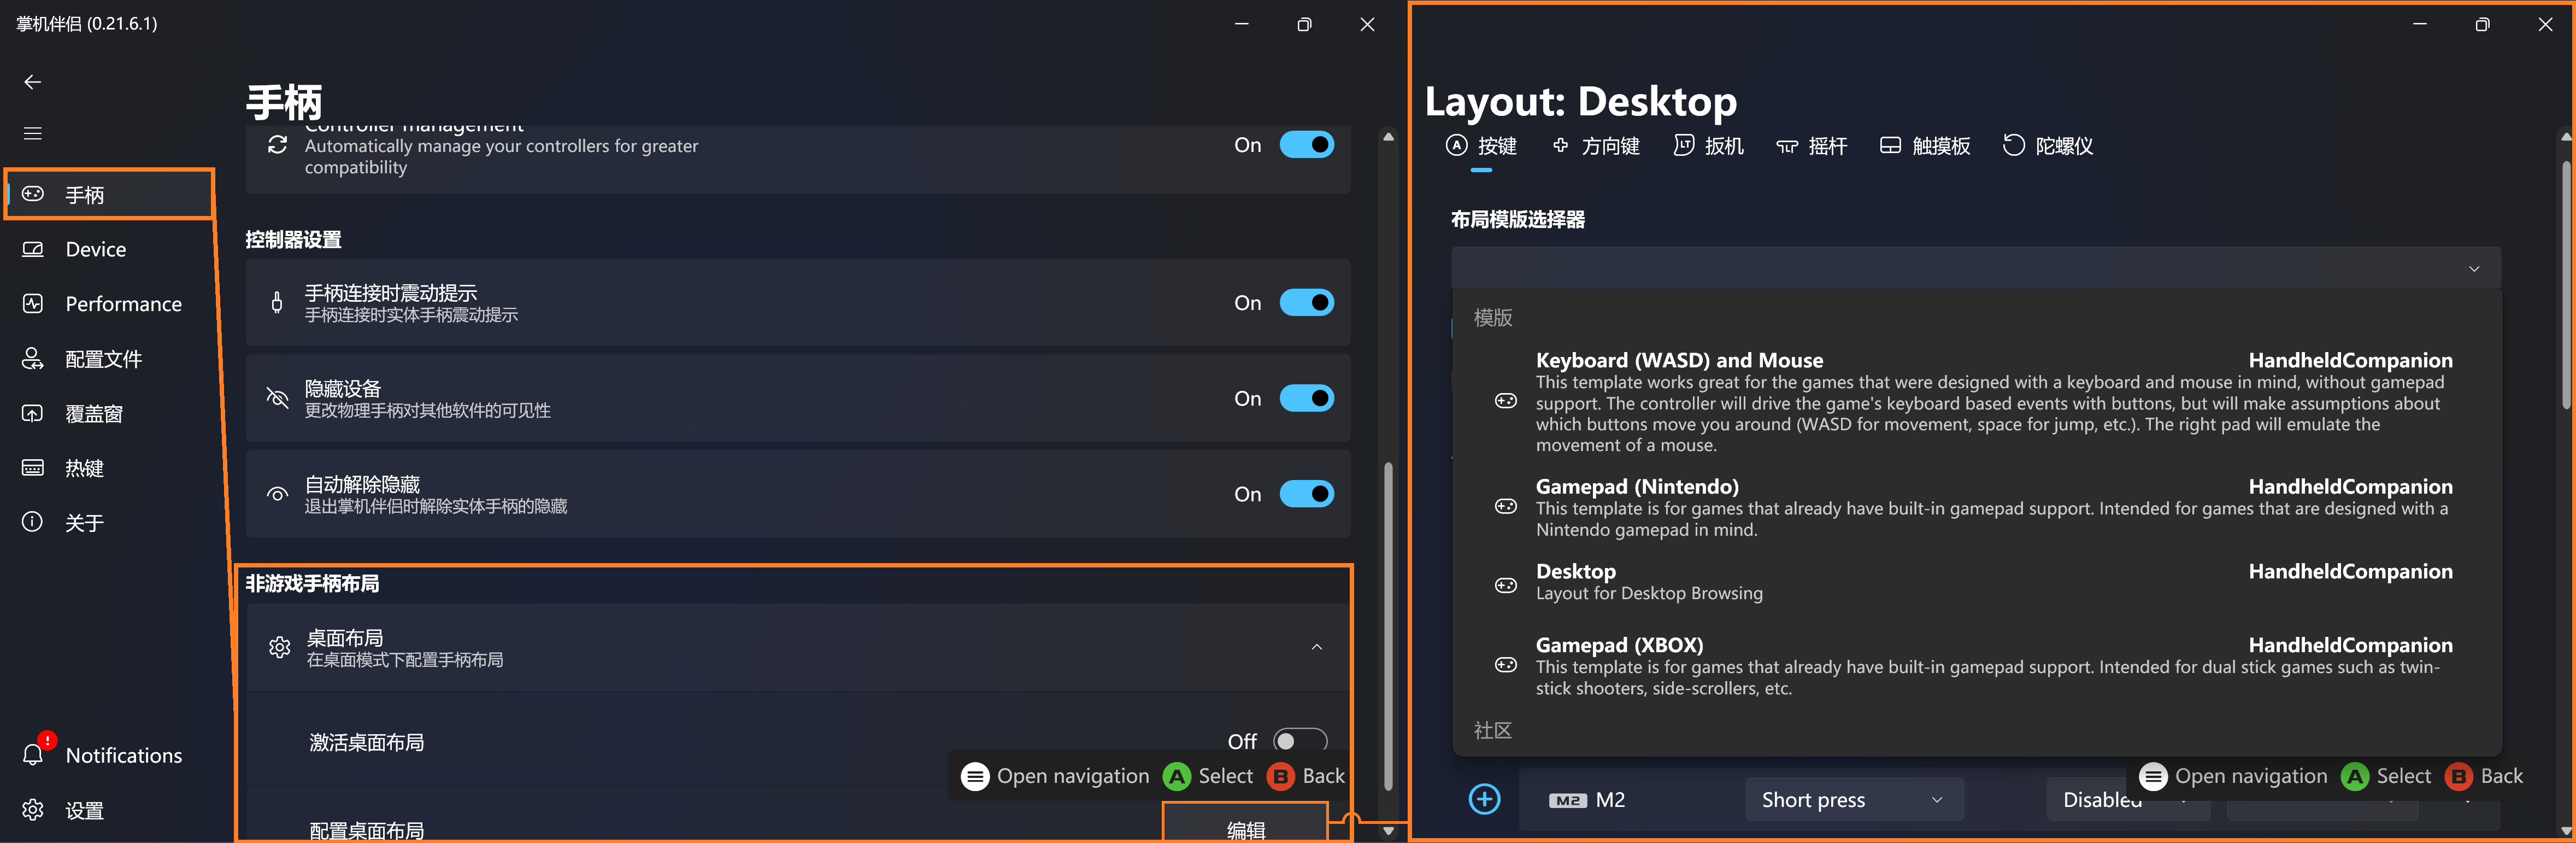 掌机伴侣 (0.21.6.1)
手柄
Device
Performance
配置文件
覆盖窗
热键
关于
Notifications
设置
手柄
Controller management
Automatically manage your controllers for greater
compatibility
On
控制器设置
手柄连接时震动提示
手柄连接时实体手柄震动提示
On
隐藏设备
更改物理手柄对其他软件的可见性
On
自动解除隐藏
退出掌机伴侣时解除实体手柄的隐藏
On
非游戏手柄布局
桌面布局
在桌面模式下配置手柄布局
激活桌面布局
Off
Open navigation A Select B Back
配置桌面布局
编辑
Layout: Desktop
A 按键 方向键 LT 扳机 摇杆 触摸板 陀螺仪
布局模版选择器
模版
Keyboard (WASD) and Mouse HandheldCompanion
This template works great for the games that were designed with a keyboard and mouse in mind, without gamepad
support. The controller will drive the game's keyboard based events with buttons, but will make assumptions about
which buttons move you around (WASD for movement, space for jump, etc.). The right pad will emulate the
movement of a mouse.
Gamepad (Nintendo) HandheldCompanion
This template is for games that already have built-in gamepad support. Intended for games that are designed with a
Nintendo gamepad in mind.
Desktop HandheldCompanion
Layout for Desktop Browsing
Gamepad (XBOX) HandheldCompanion
This template is for games that already have built-in gamepad support. Intended for dual stick games such as twin-
stick shooters, side-scrollers, etc.
社区
Open navigation A Select B Back
M2 M2 Short press Disabled